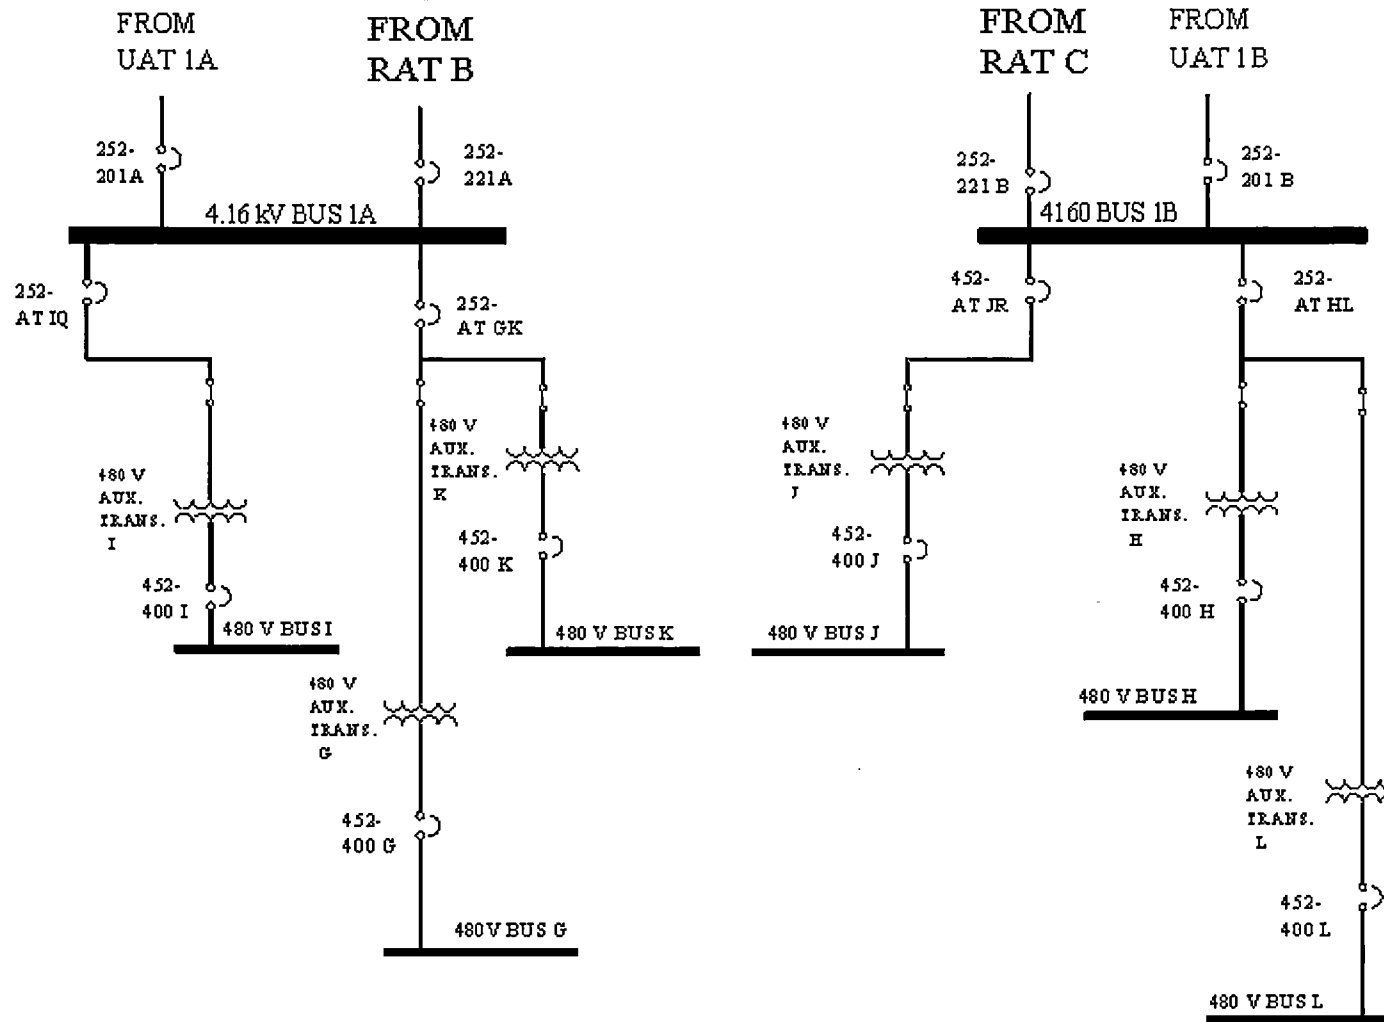 FROM
UAT 1A
FROM
RAT B
FROM
RAT C
FROM
UAT 1B
252-
201A
252-
221A
252-
221 B
252-
201 B
4.16 kV BUS 1A
4160 BUS 1B
252-
AT IQ
252-
AT GK
452-
AT JR
252-
AT HL
480 V
AUX.
TRANS.
I
480 V
AUX.
TRANS.
K
480 V
AUX.
TRANS.
J
480 V
AUX.
TRANS.
H
452-
400 I
452-
400 K
452-
400 J
452-
400 H
480 V BUS I
480 V BUS K
480 V BUS J
480 V BUS H
480 V
AUX.
TRANS.
G
480 V
AUX.
TRANS.
L
452-
400 G
452-
400 L
480V BUS G
480 V BUS L